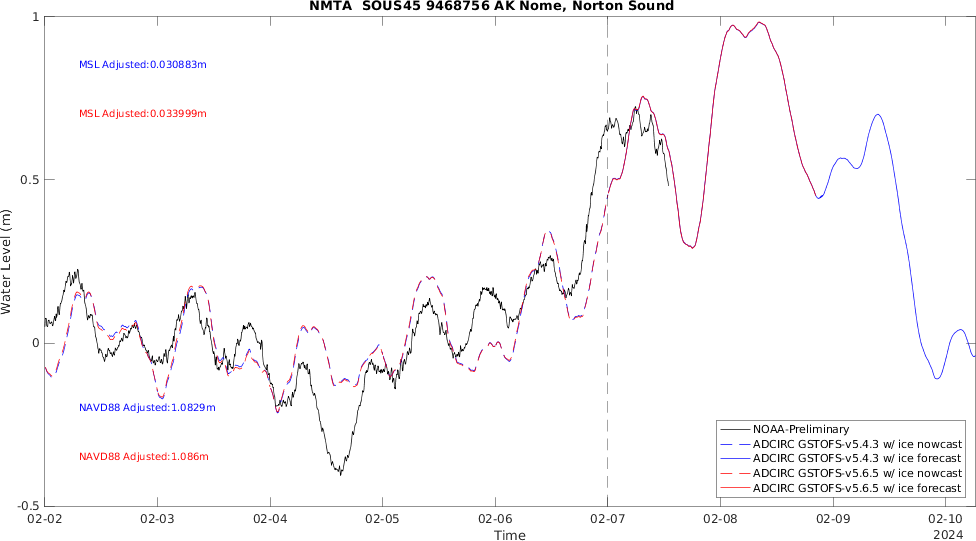 NMTA  SOUS45 9468756 AK Nome, Norton Sound
1
0.5
0
-0.5
Water Level (m)
MSL Adjusted:0.030883m
MSL Adjusted:0.033999m
NAVD88 Adjusted:1.0829m
NAVD88 Adjusted:1.086m
NOAA-Preliminary
ADCIRC GSTOFS-v5.4.3 w/ ice nowcast
ADCIRC GSTOFS-v5.4.3 w/ ice forecast
ADCIRC GSTOFS-v5.6.5 w/ ice nowcast
ADCIRC GSTOFS-v5.6.5 w/ ice forecast
02-02 02-03 02-04 02-05 02-06 02-07 02-08 02-09 02-10
Time
2024